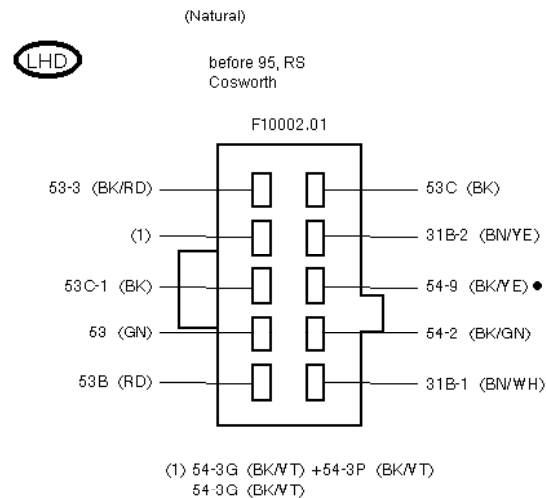 (Natural)
LHD
before 95, RS
Cosworth
F10002.01
53-3 (BK/RD)
53C (BK)
(1)
31B-2 (BN/YE)
53C-1 (BK)
54-9 (BK/YE)
53 (GN)
54-2 (BK/GN)
53B (RD)
31B-1 (BN/WH)
(1) 54-3G (BK/VT) +54-3P (BK/VT)
54-3G (BK/VT)